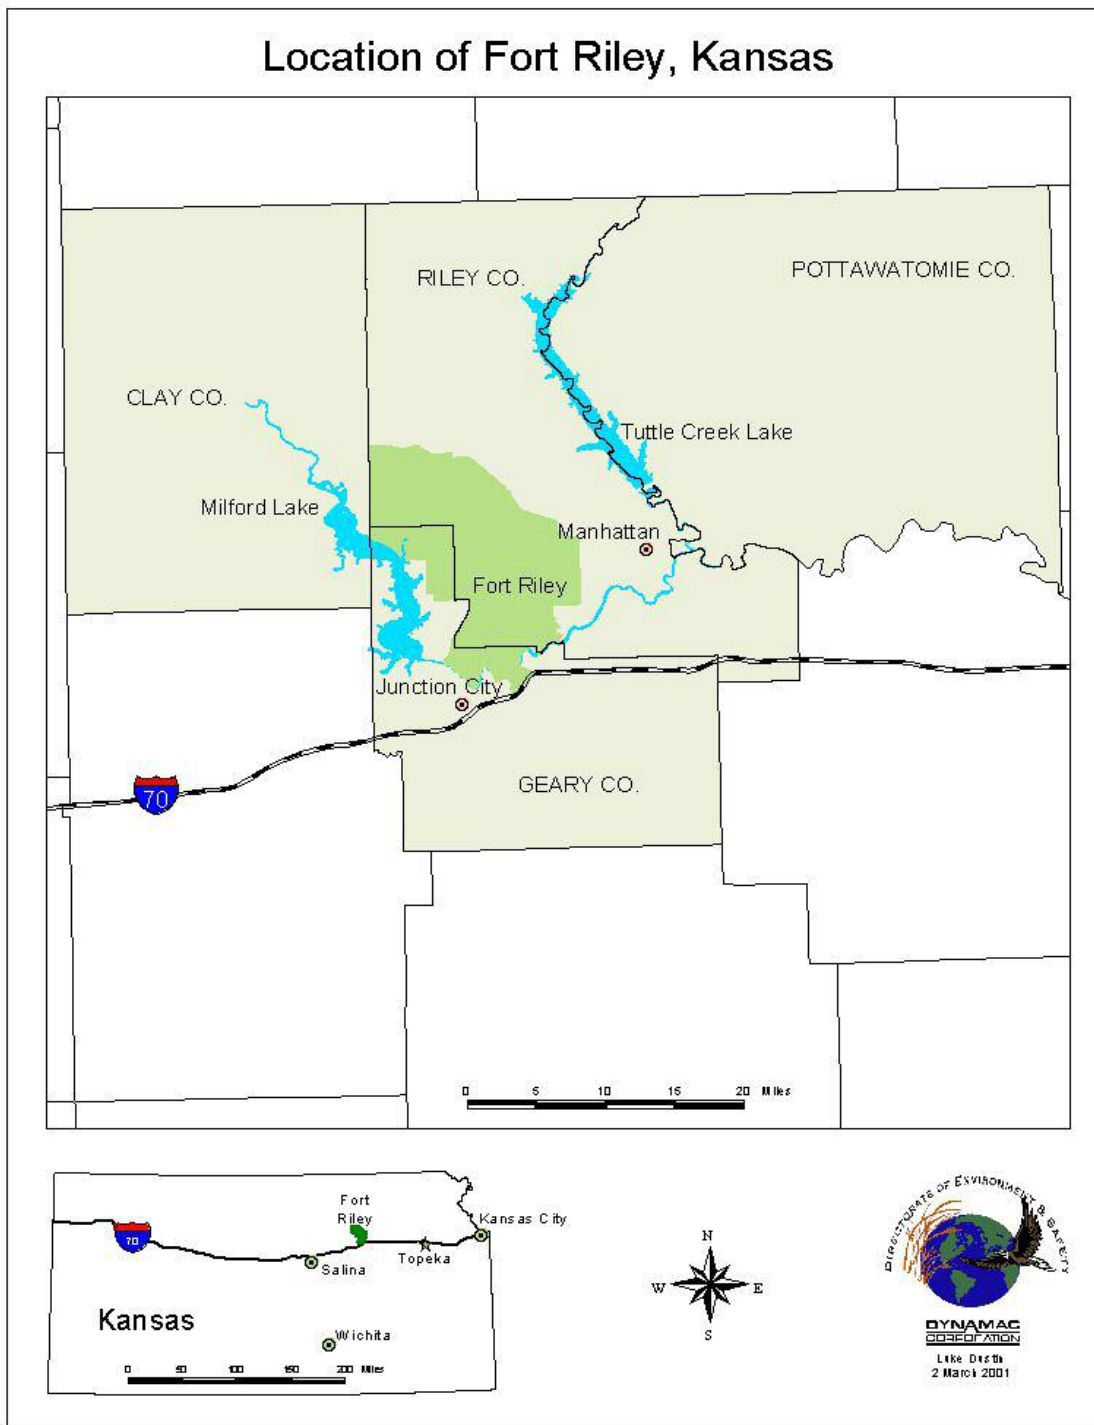 Location of Fort Riley, Kansas
RILEY CO.
POTTAWATOMIE CO.
CLAY CO.
Tuttle Creek Lake
Milford Lake
Manhattan
Fort Riley
Junction City
70
GEARY CO.
0 5 10 15 20 Miles
Fort
Riley
Kansas City
70
Topeka
Salina
Kansas
Wichita
0 50 100 150 200 Miles
N
W E
S
DIRECTORATE OF ENVIRONMENT & SAFETY
DYNAMAC
CORPORATION
2 March 2001